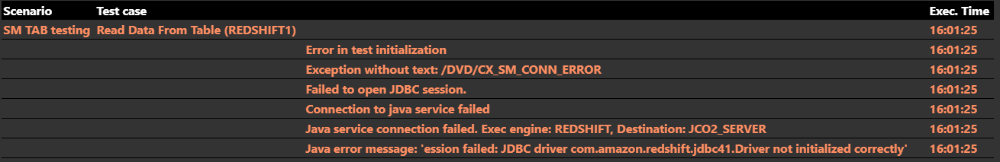 Scenario Test case Exec. Time
SM TAB testing Read Data From Table (REDSHIFT1) 16:01:25
Error in test initialization 16:01:25
Exception without text: /DVD/CX_SM_CONN_ERROR 16:01:25
Failed to open JDBC session. 16:01:25
Connection to java service failed 16:01:25
Java service connection failed. Exec engine: REDSHIFT, Destination: JCO2_SERVER 16:01:25
Java error message: 'ession failed: JDBC driver com.amazon.redshift.jdbc41.Driver not initialized correctly' 16:01:25